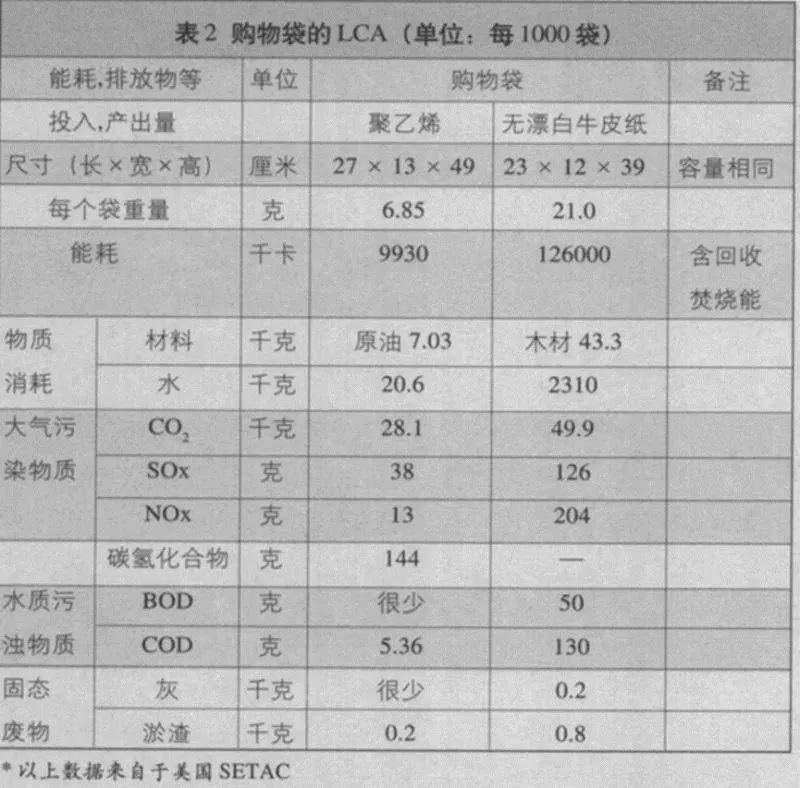 表2 购物袋的LCA（单位：每1000袋）
能耗,排放物等 单位 购物袋 备注
投入,产出量 聚乙烯 无漂白牛皮纸
尺寸（长×宽×高） 厘米 27 × 13 × 49 23 × 12 × 39 容量相同
每个袋重量 克 6.85 21.0
能耗 千卡 9930 126000 含回收
焚烧能
物质 材料 千克 原油7.03 木材43.3
消耗 水 千克 20.6 2310
大气污 CO₂ 千克 28.1 49.9
染物质 SOx 克 38 126
NOx 克 13 204
碳氢化合物 克 144 —
水质污 BOD 克 很少 50
浊物质 COD 克 5.36 130
固态 灰 千克 很少 0.2
废物 淤渣 千克 0.2 0.8
*以上数据来自于美国SETAC